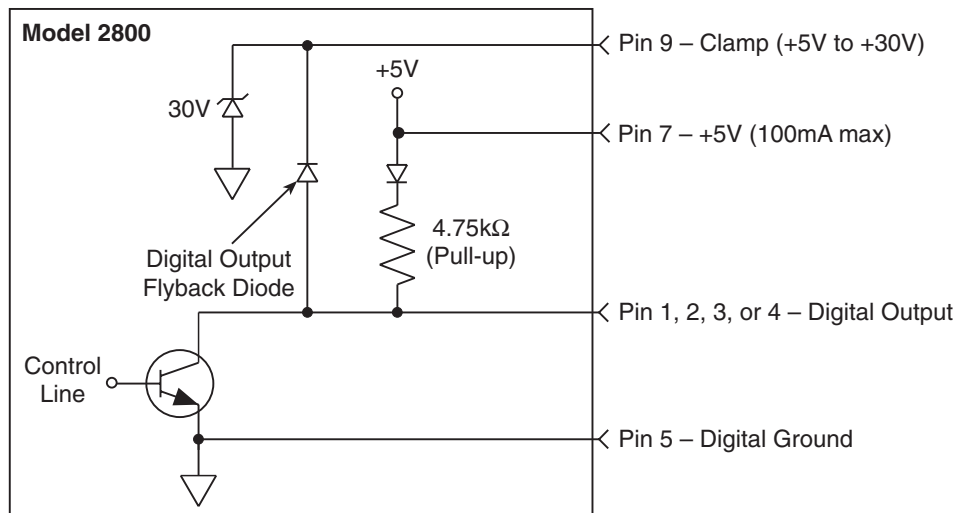 Model 2800
Pin 9 – Clamp (+5V to +30V)
+5V
30V
Pin 7 – +5V (100mA max)
4.75kΩ
(Pull-up)
Digital Output
Flyback Diode
Pin 1, 2, 3, or 4 – Digital Output
Control
Line
Pin 5 – Digital Ground